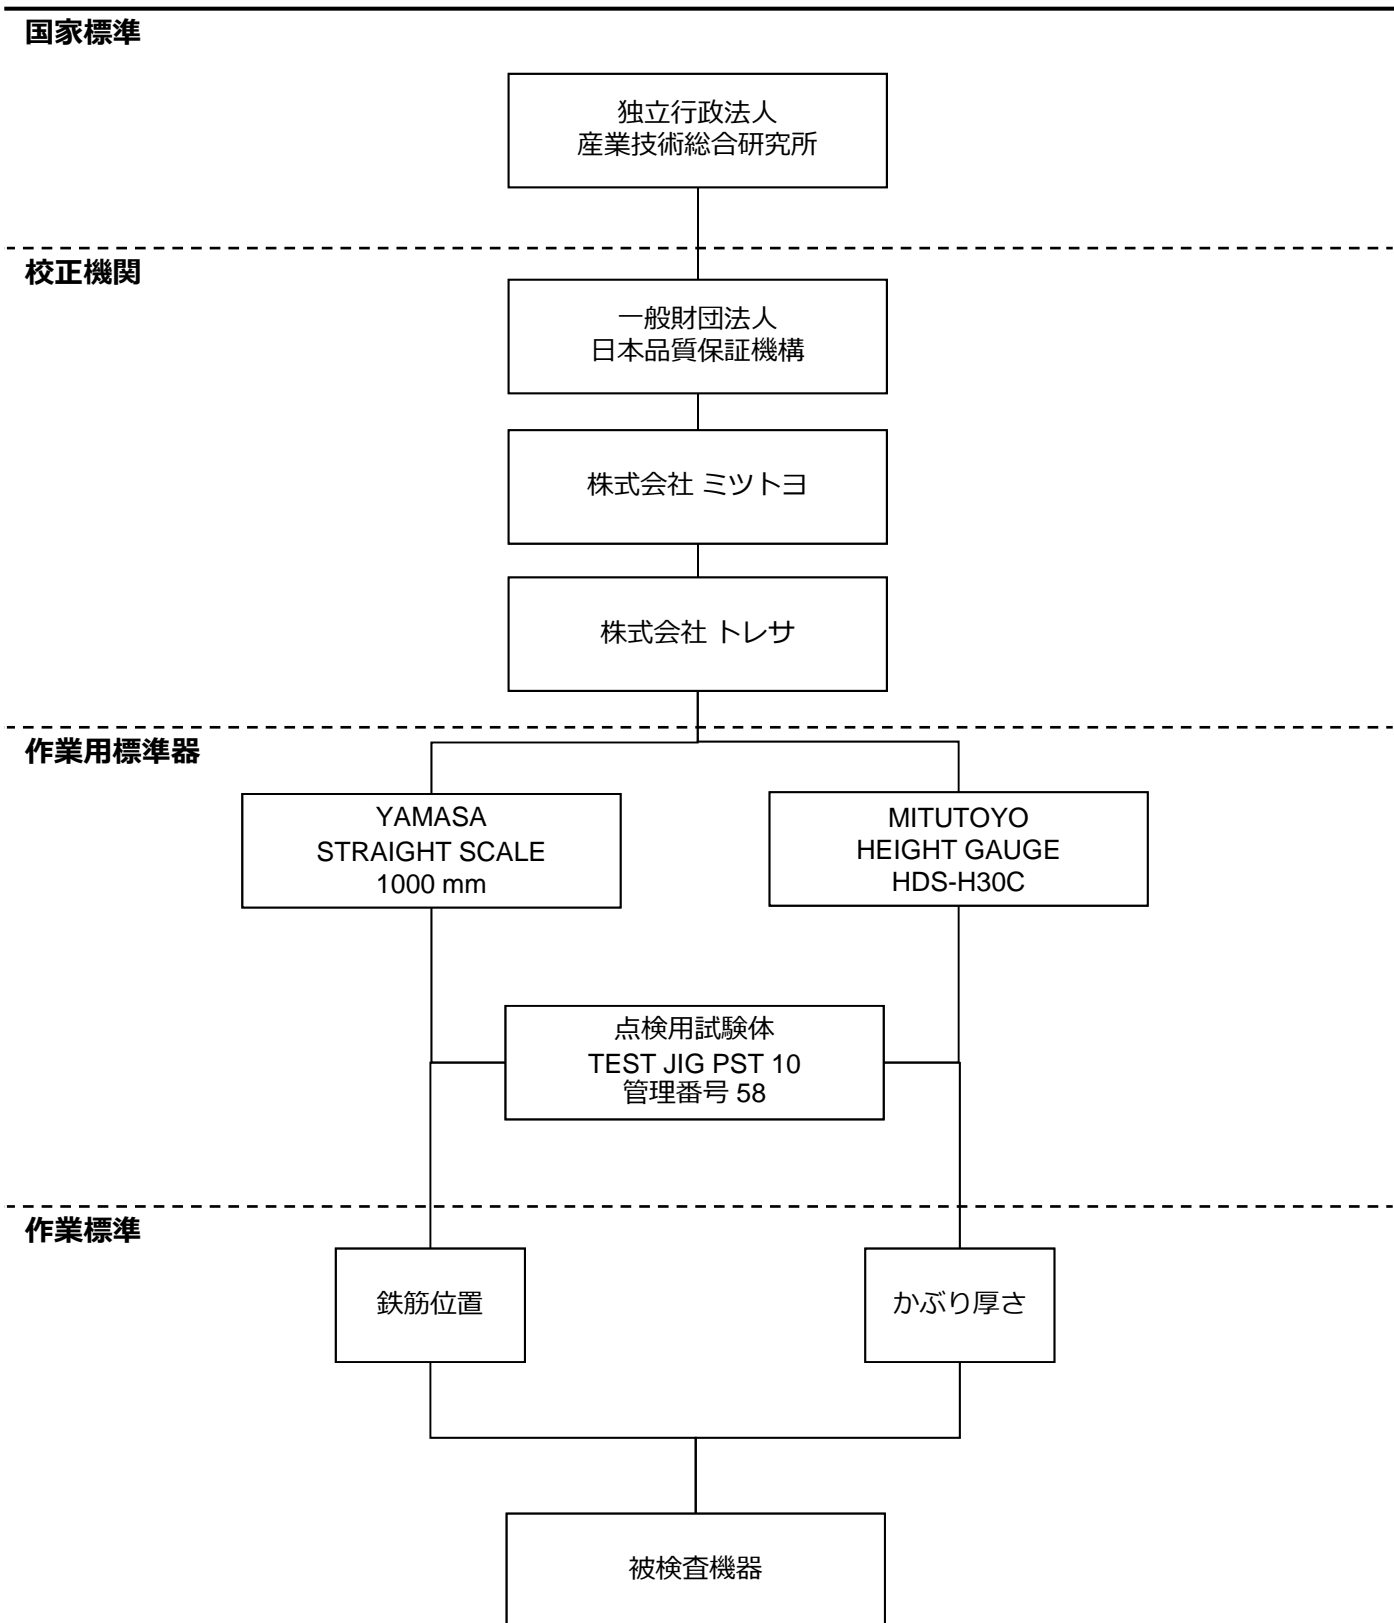 国家標準
独立行政法人
産業技術総合研究所
校正機関
一般財団法人
日本品質保証機構
株式会社 ミツトヨ
株式会社 トレサ
作業用標準器
YAMASA
STRAIGHT SCALE
1000 mm
MITUTOYO
HEIGHT GAUGE
HDS-H30C
点検用試験体
TEST JIG PST 10
管理番号 58
作業標準
鉄筋位置
かぶり厚さ
被検査機器